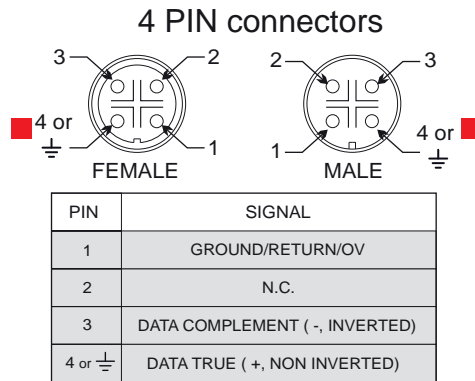 4 PIN connectors
3 2 2 3
4 or 1 1 4 or
FEMALE MALE
PIN SIGNAL
1 GROUND/RETURN/OV
2 N.C.
3 DATA COMPLEMENT ( -, INVERTED)
4 or ⏚ DATA TRUE ( +, NON INVERTED)